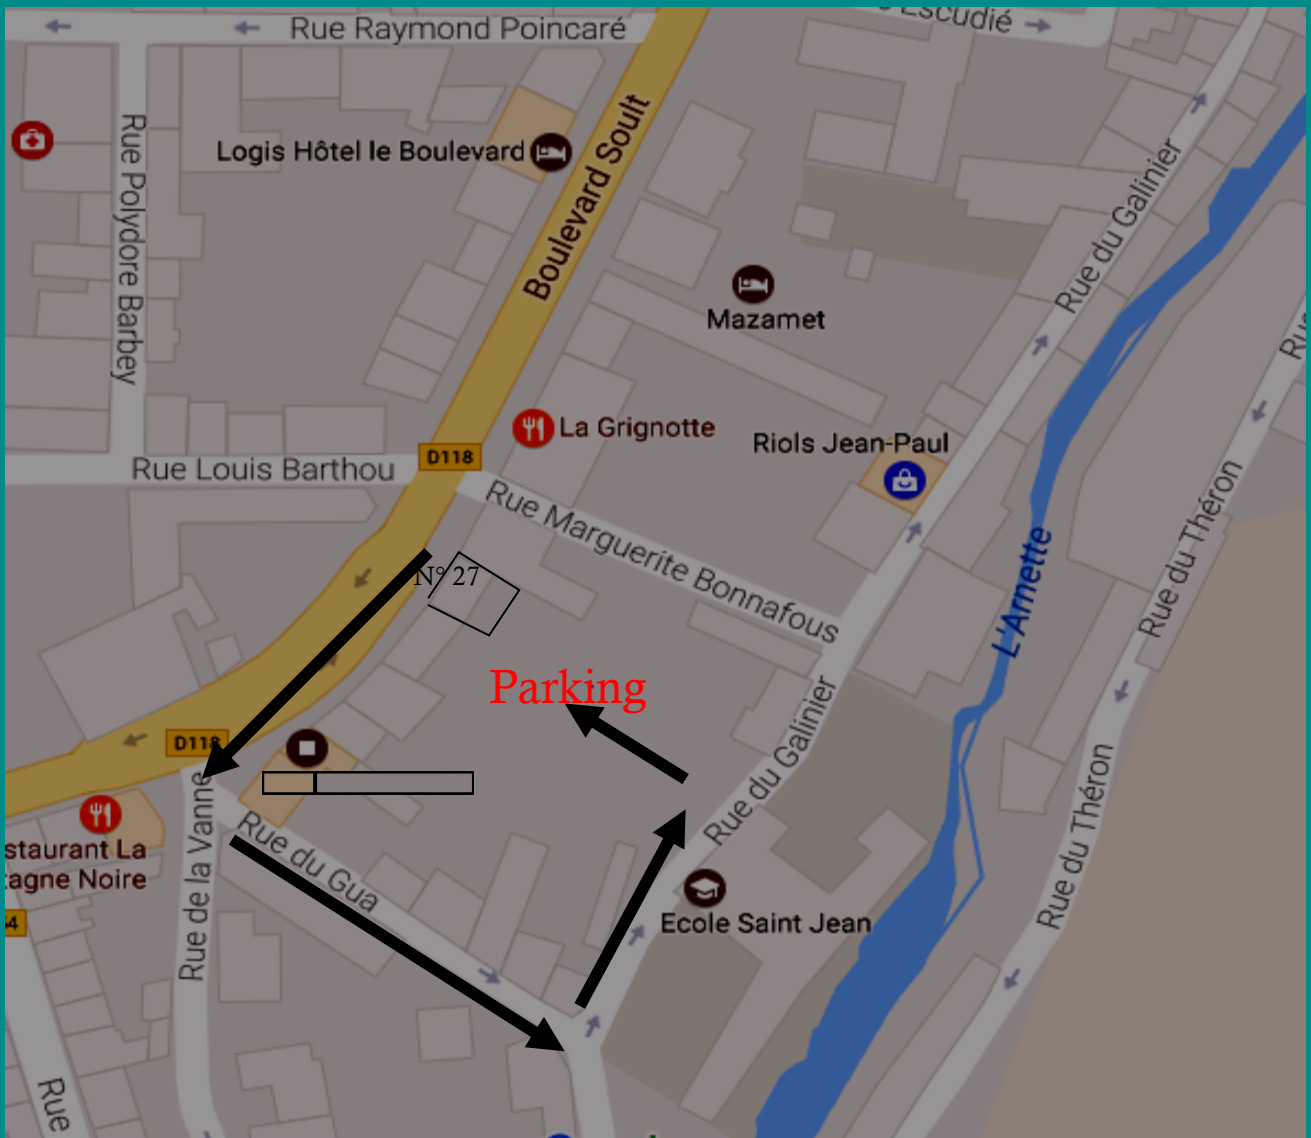 Escudié
Rue Raymond Poincaré
Rue Polydore Barbey
Logis Hôtel le Boulevard
Boulevard Soult
Rue du Galinier
Mazamet
Rue
La Grignotte
Riols Jean-Paul
D118
Rue Louis Barthou
Rue Marguerite Bonnafous
Rue du Théron
L'Arnette
N° 27
Parking
Rue du Galinier
D118
Rue de la Vanne
Rue du Gua
staurant La
tagne Noire
Rue du Théron
Ecole Saint Jean
Rue